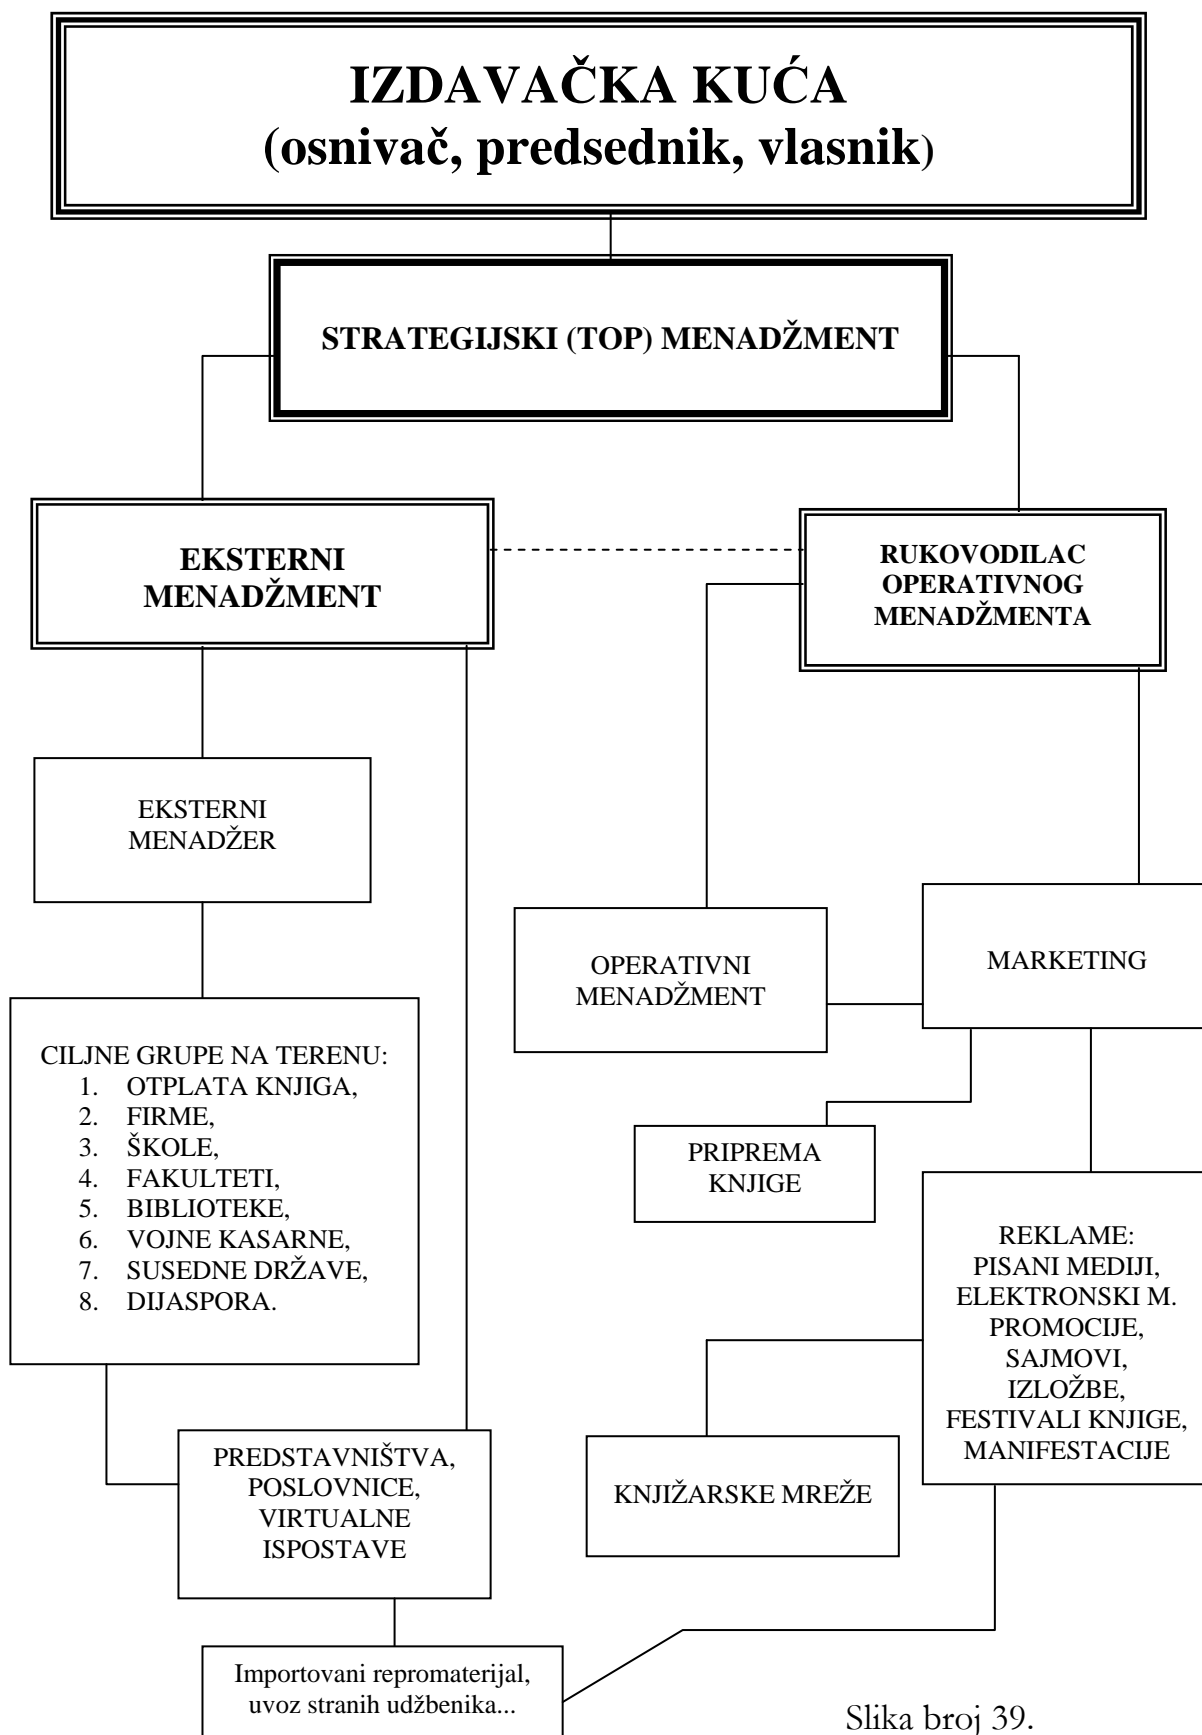 IZDAVAČKA KUĆA
(osnivač, predsednik, vlasnik)
STRATEGIJSKI (TOP) MENADŽMENT
EKSTERNI
MENADŽMENT
RUKOVODILAC
OPERATIVNOG
MENADŽMENTA
EKSTERNI
MENADŽER
OPERATIVNI
MENADŽMENT
MARKETING
CILJNE GRUPE NA TERENU:
1. OTPLATA KNJIGA,
2. FIRME,
3. ŠKOLE,
4. FAKULTETI,
5. BIBLIOTEKE,
6. VOJNE KASARNE,
7. SUSEDNE DRŽAVE,
8. DIJASPORA.
PRIPREMA
KNJIGE
REKLAME:
PISANI MEDIJI,
ELEKTRONSKI M.
PROMOCIJE,
SAJMOVI,
IZLOŽBE,
FESTIVALI KNJIGE,
MANIFESTACIJE
PREDSTAVNIŠTVA,
POSLOVNICE,
VIRTUALNE
ISPOSTAVE
KNJIŽARSKE MREŽE
Importovani repromaterijal,
uvoz stranih udžbenika...
Slika broj 39.